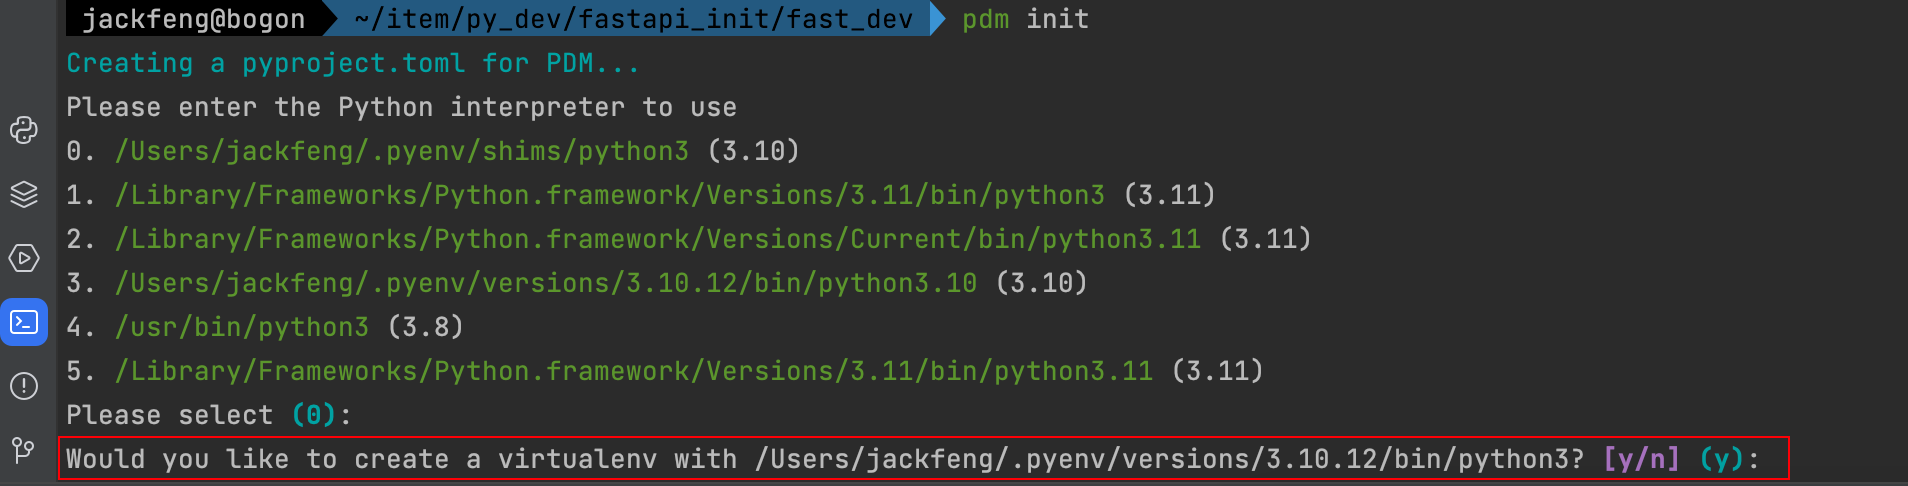 jackfeng@bogon ~/item/py_dev/fastapi_init/fast_dev pdm init
Creating a pyproject.toml for PDM...
Please enter the Python interpreter to use
0. /Users/jackfeng/.pyenv/shims/python3 (3.10)
1. /Library/Frameworks/Python.framework/Versions/3.11/bin/python3 (3.11)
2. /Library/Frameworks/Python.framework/Versions/Current/bin/python3.11 (3.11)
3. /Users/jackfeng/.pyenv/versions/3.10.12/bin/python3.10 (3.10)
4. /usr/bin/python3 (3.8)
5. /Library/Frameworks/Python.framework/Versions/3.11/bin/python3.11 (3.11)
Please select (0):
Would you like to create a virtualenv with /Users/jackfeng/.pyenv/versions/3.10.12/bin/python3? [y/n] (y):